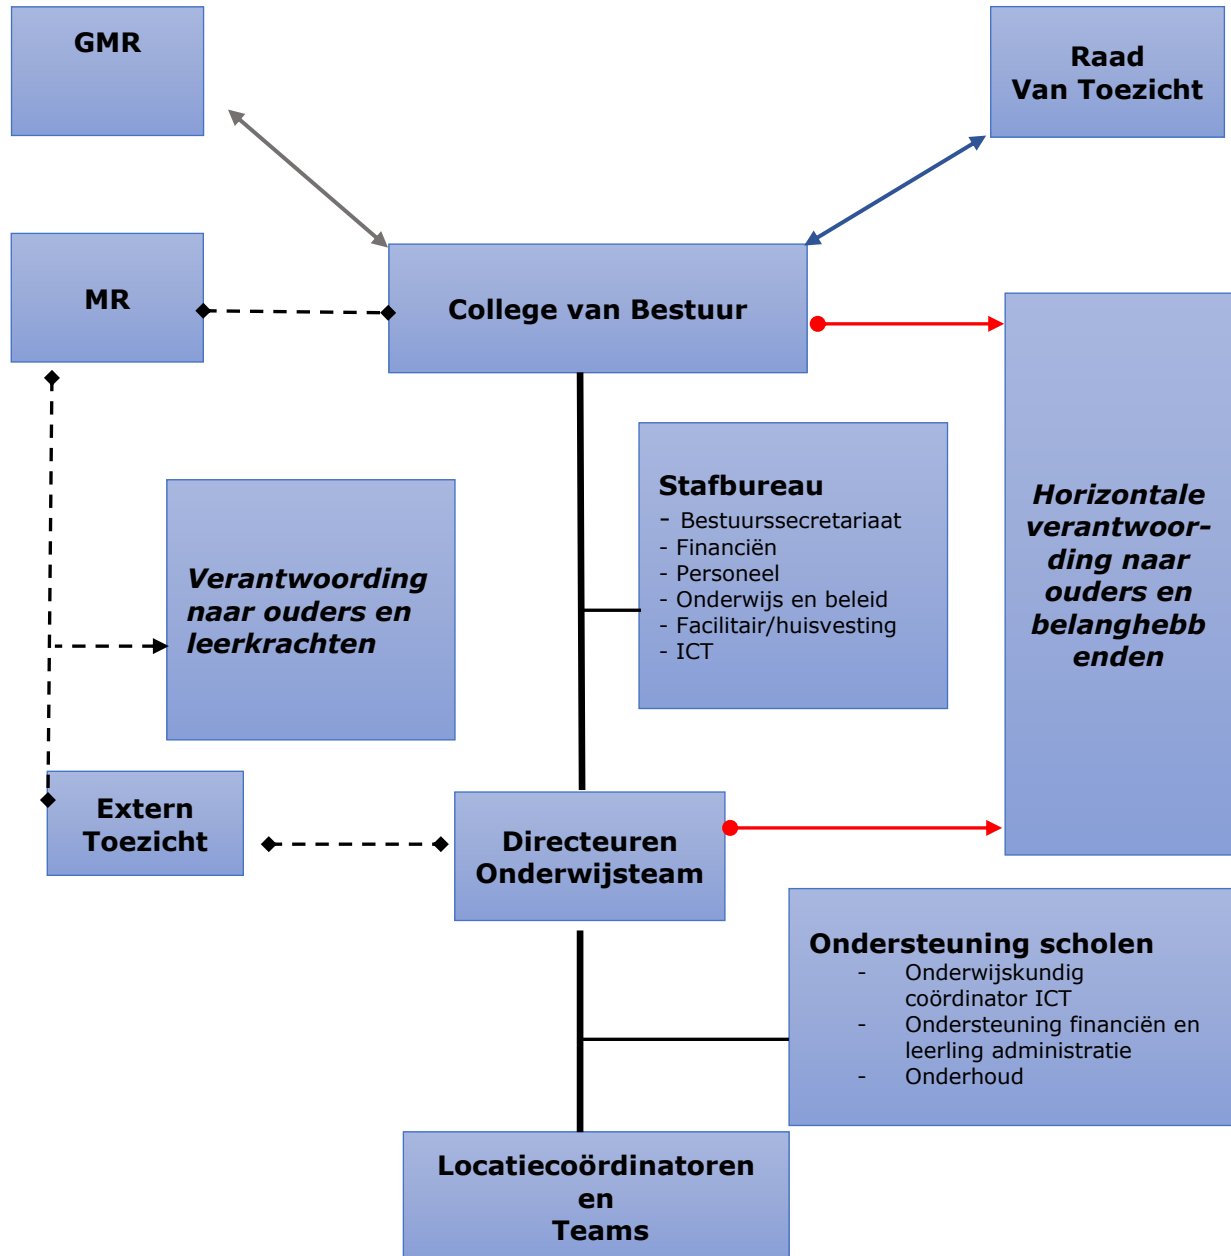 GMR
Raad
Van Toezicht
MR
College van Bestuur
Stafbureau
- Bestuurssecretariaat
- Financiën
- Personeel
- Onderwijs en beleid
- Facilitair/huisvesting
- ICT
Horizontale
verantwoor-
ding naar
ouders en
belanghebb
enden
Verantwoording
naar ouders en
leerkrachten
Extern
Toezicht
Directeuren
Onderwijsteam
Ondersteuning scholen
- Onderwijskundig
coördinator ICT
- Ondersteuning financiën en
leerling administratie
- Onderhoud
Locatiecoördinatoren
en
Teams